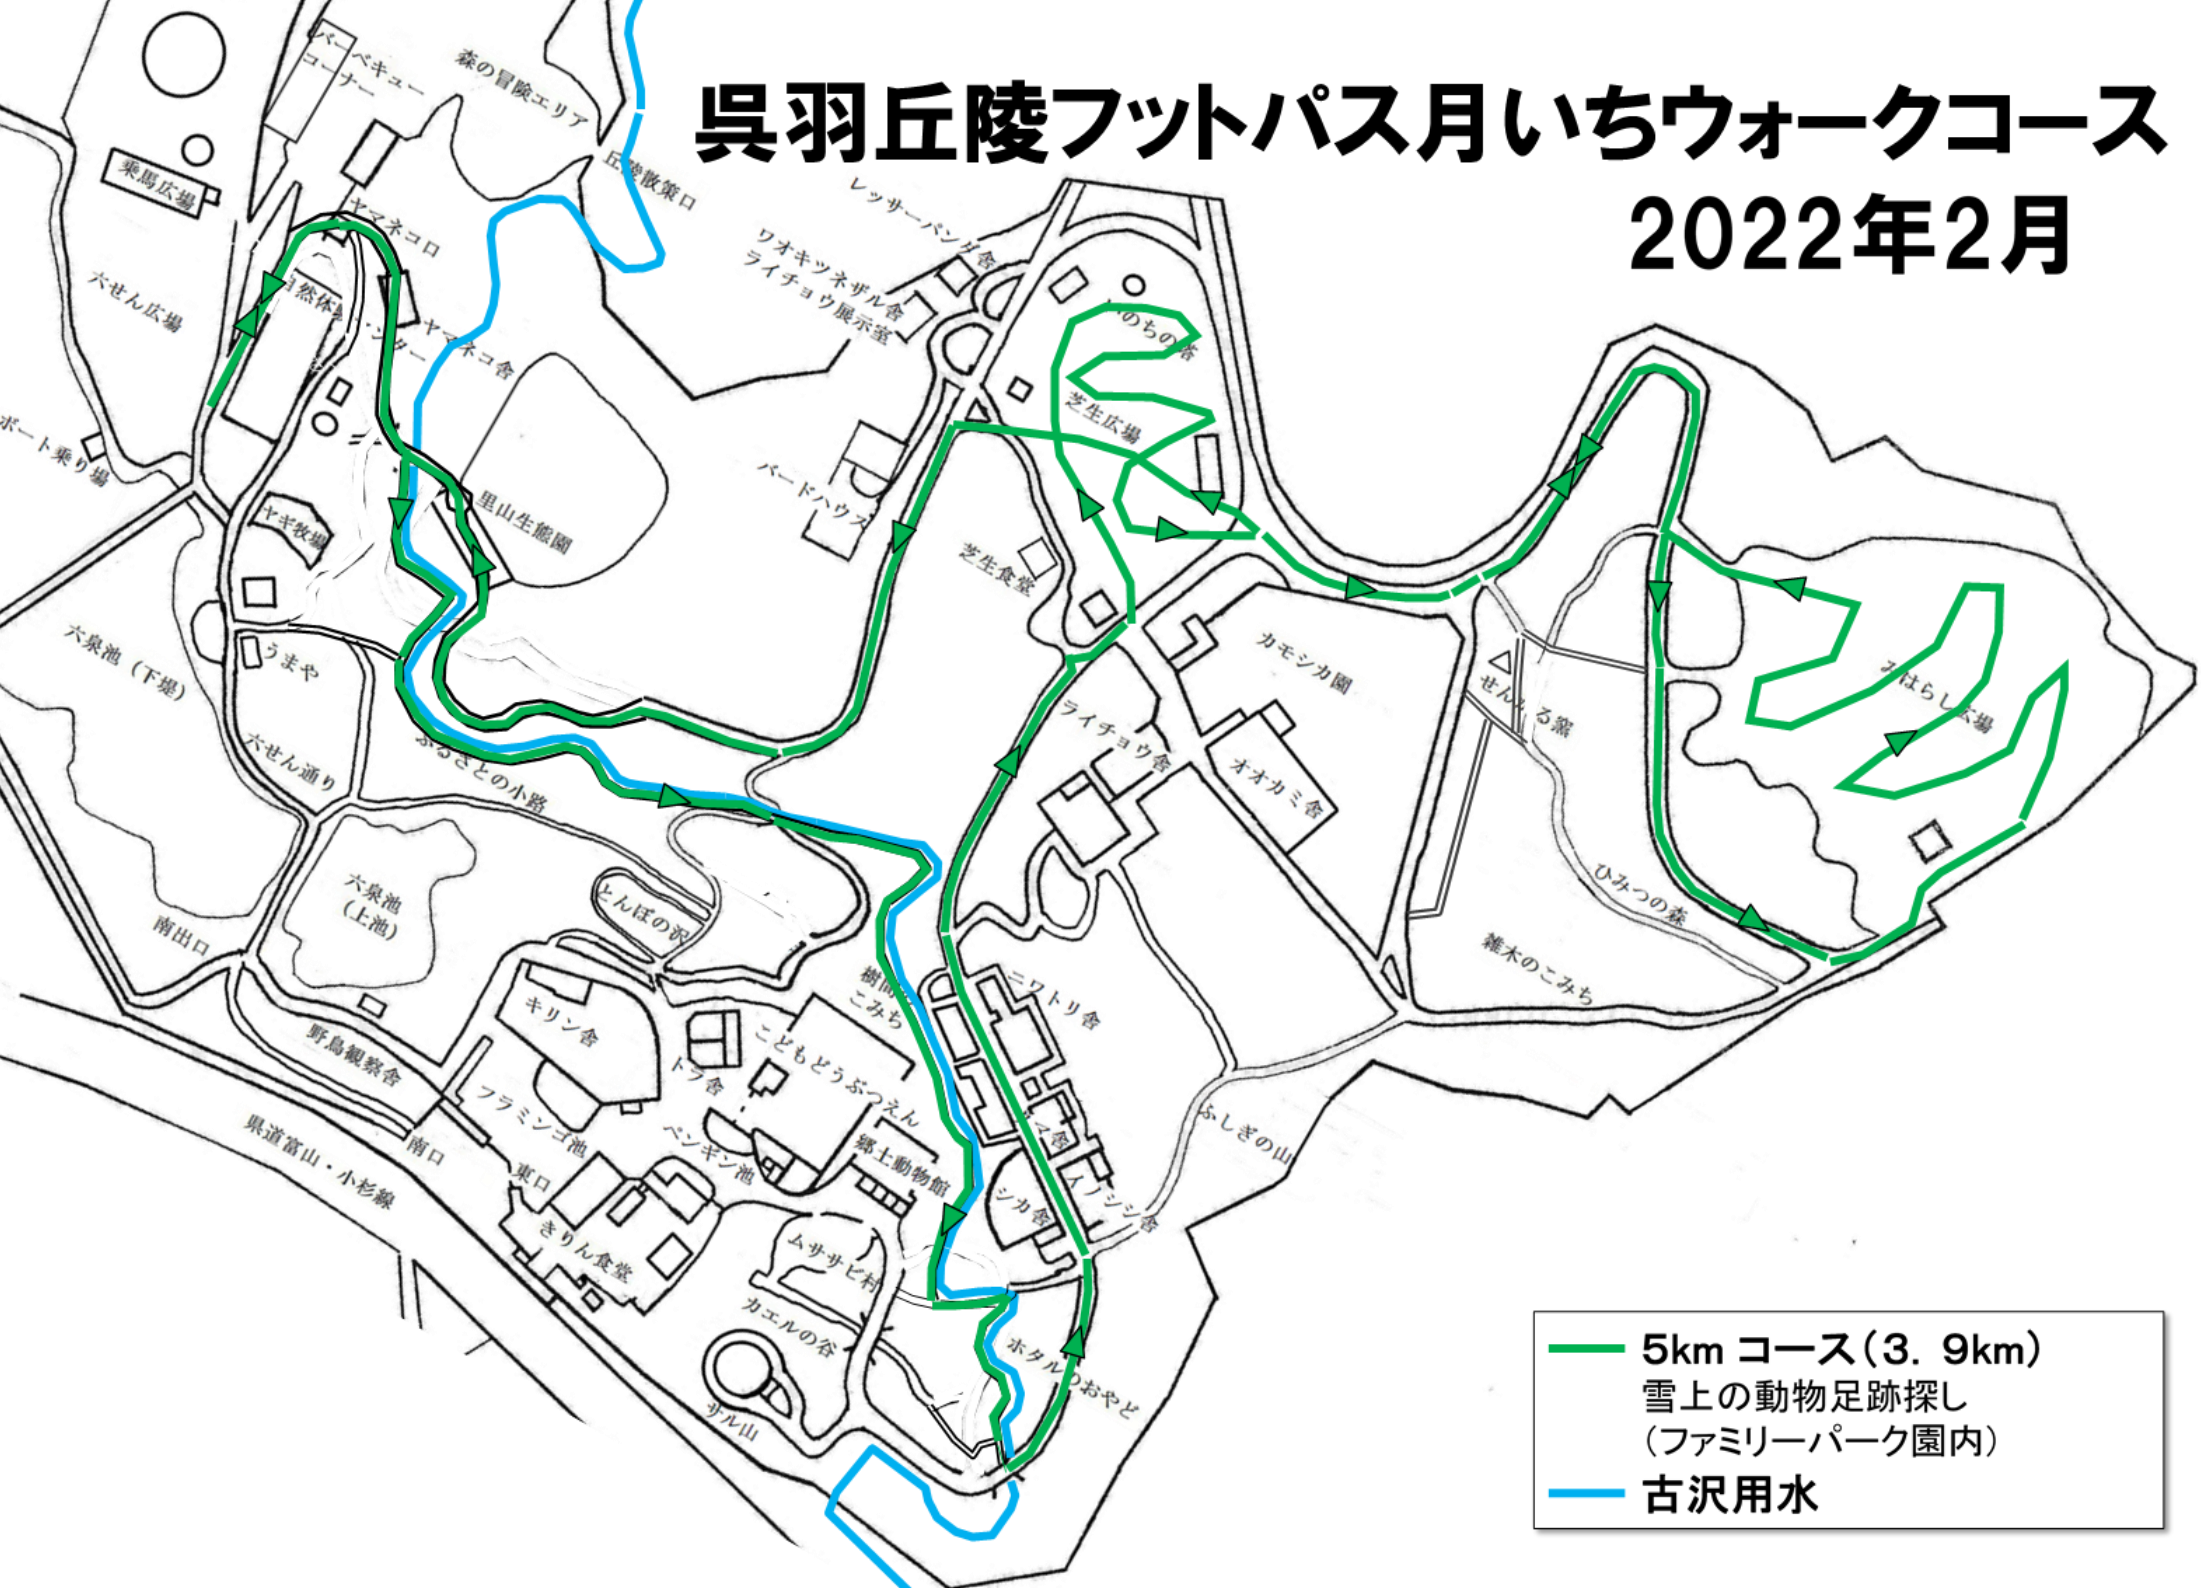 呉羽丘陵フットパス月いちウォークコース
2022年2月
バーベキュー
コーナー
森の冒険エリア
丘陵散策口
乗馬広場
ヤマネコ口
六せん広場
自然体験センター
ヤマネコ舎
レッサーパンダ舎
ワオキツネザル舎
ライチョウ展示室
いのちの塔
芝生広場
ボート乗り場
バードハウス
ヤギ牧場
里山生態園
芝生食堂
六泉池(下堤)
うまや
カモシカ園
せんいる窯
みはらし広場
ライチョウ舎
オオカミ舎
六せん通り
ふるさとの小路
六泉池
(上池)
とんぼの沢
ひみつの森
南出口
雑木のこみち
樹間の
こみち
ニワトリ舎
キリン舎
野鳥観察舎
トラ舎
こどもどうぶつえん
フラミンゴ池
ペンギン池
郷土動物館
マ舎
ふしぎの山
県道富山・小杉線
南口
東口
シカ舎
イノシシ舎
きりん食堂
ムササビ村
カエルの谷
ホタルのおやど
サル山
5km コース(3. 9km)
雪上の動物足跡探し
(ファミリーパーク園内)
古沢用水